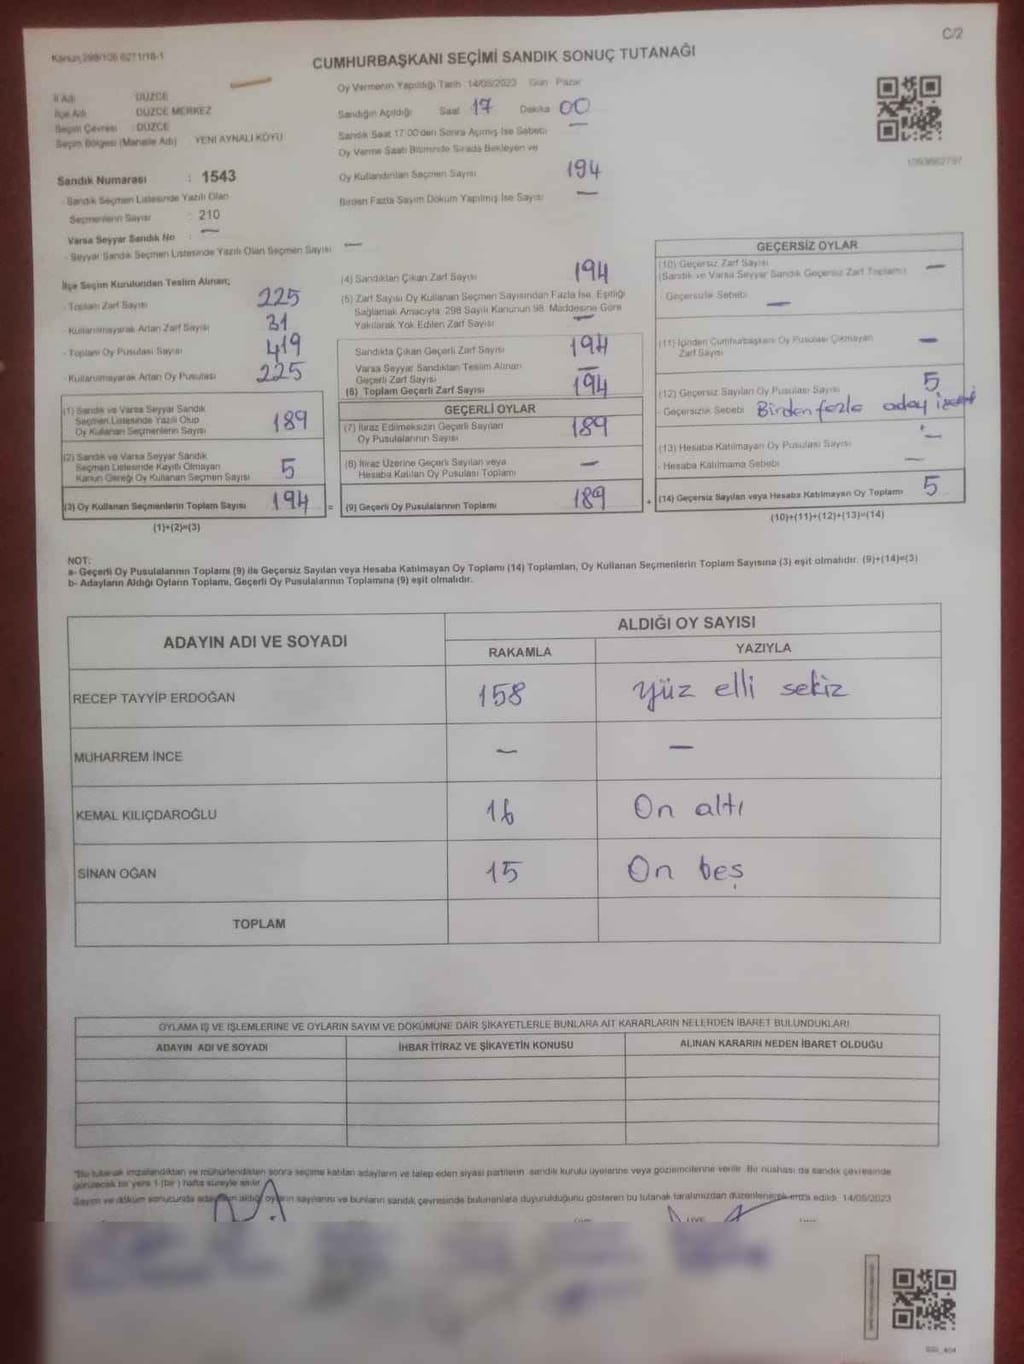 Kanun 298/106 6271/18-1
C/2
CUMHURBAŞKANI SEÇİMİ SANDIK SONUÇ TUTANAĞI
İl Adı DÜZCE
İlçe Adı DÜZCE MERKEZ
Seçim Çevresi : DÜZCE
Seçim Bölgesi (Mahalle Adı) YENİ AYNALI KÖYÜ
Oy Vermenin Yapıldığı Tarih 14/05/2023 Gün Pazar
Sandığın Açıldığı Saat 17 Dakika 00
Sandık Saat 17:00'den Sonra Açılmış İse Sebebi —
Oy Verme Saati Bitiminde Sırada Bekleyen ve
Oy Kullandırılan Seçmen Sayısı 194
Birden Fazla Sayım Döküm Yapılmış İse Sayısı —
Sandık Numarası : 1543
- Sandık Seçmen Listesinde Yazılı Olan
Seçmenlerin Sayısı : 210
Varsa Seyyar Sandık No : —
- Seyyar Sandık Seçmen Listesinde Yazılı Olan Seçmen Sayısı —
İlçe Seçim Kurulundan Teslim Alınan;
- Toplam Zarf Sayısı 225
- Kullanılmayarak Artan Zarf Sayısı 31
- Toplam Oy Pusulası Sayısı 419
- Kullanılmayarak Artan Oy Pusulası 225
(1) Sandık ve Varsa Seyyar Sandık
Seçmen Listesinde Yazılı Olup
Oy Kullanan Seçmenlerin Sayısı 189
(2) Sandık ve Varsa Seyyar Sandık
Seçmen Listesinde Kayıtlı Olmayan
Kanun Gereği Oy Kullanan Seçmen Sayısı 5
(3) Oy Kullanan Seçmenlerin Toplam Sayısı 194 =
(1)+(2)=(3)
(4) Sandıktan Çıkan Zarf Sayısı 194
(5) Zarf Sayısı Oy Kullanan Seçmen Sayısından Fazla İse, Eşitliği
Sağlamak Amacıyla 298 Sayılı Kanunun 98. Maddesine Göre
Yakılarak Yok Edilen Zarf Sayısı —
Sandıkta Çıkan Geçerli Zarf Sayısı 194
Varsa Seyyar Sandıktan Teslim Alınan
Geçerli Zarf Sayısı —
(6) Toplam Geçerli Zarf Sayısı 194
GEÇERLİ OYLAR
(7) İtiraz Edilmeksizin Geçerli Sayılan
Oy Pusulalarının Sayısı 189
(8) İtiraz Üzerine Geçerli Sayılan veya
Hesaba Katılan Oy Pusulası Toplamı —
(9) Geçerli Oy Pusulalarının Toplamı 189 +
GEÇERSİZ OYLAR
(10) Geçersiz Zarf Sayısı
(Sandık ve Varsa Seyyar Sandık Geçersiz Zarf Toplamı) —
Geçersizlik Sebebi —
(11) İçinden Cumhurbaşkanı Oy Pusulası Çıkmayan
Zarf Sayısı —
(12) Geçersiz Sayılan Oy Pusulası Sayısı 5
- Geçersizlik Sebebi Birden fazla aday
(13) Hesaba Katılmayan Oy Pusulası Sayısı —
- Hesaba Katılmama Sebebi —
(14) Geçersiz Sayılan veya Hesaba Katılmayan Oy Toplamı 5
(10)+(11)+(12)+(13)=(14)
NOT:
a- Geçerli Oy Pusulalarının Toplamı (9) ile Geçersiz Sayılan veya Hesaba Katılmayan Oy Toplamı (14) Toplamları, Oy Kullanan Seçmenlerin Toplam Sayısına (3) eşit olmalıdır. (9)+(14)=(3)
b- Adayların Aldığı Oyların Toplamı, Geçerli Oy Pusulalarının Toplamına (9) eşit olmalıdır.
ADAYIN ADI VE SOYADI ALDIĞI OY SAYISI
RAKAMLA YAZIYLA
RECEP TAYYİP ERDOĞAN 158 yüz elli sekiz
MUHARREM İNCE — —
KEMAL KILIÇDAROĞLU 16 On altı
SİNAN OĞAN 15 On beş
TOPLAM
OYLAMA İŞ VE İŞLEMLERİNE VE OYLARIN SAYIM VE DÖKÜMÜNE DAİR ŞİKAYETLERLE BUNLARA AİT KARARLARIN NELERDEN İBARET BULUNDUKLARI
ADAYIN ADI VE SOYADI İHBAR İTİRAZ VE ŞİKAYETİN KONUSU ALINAN KARARIN NEDEN İBARET OLDUĞU
*Bu tutanak imzalandıktan ve mühürlendikten sonra seçime katılan adayların ve talep eden siyasi partilerin sandık kurulu üyelerine veya gözlemcilerine verilir. Bir nüshası da sandık çevresinde
görülecek bir yere 1 (bir) hafta süreyle asılır.
Sayım ve döküm sonucunda adayların aldığı oyların sayılarını ve bunların sandık çevresinde bulunanlara duyurulduğunu gösteren bu tutanak tarafımızdan düzenlenerek imza edildi. 14/05/2023